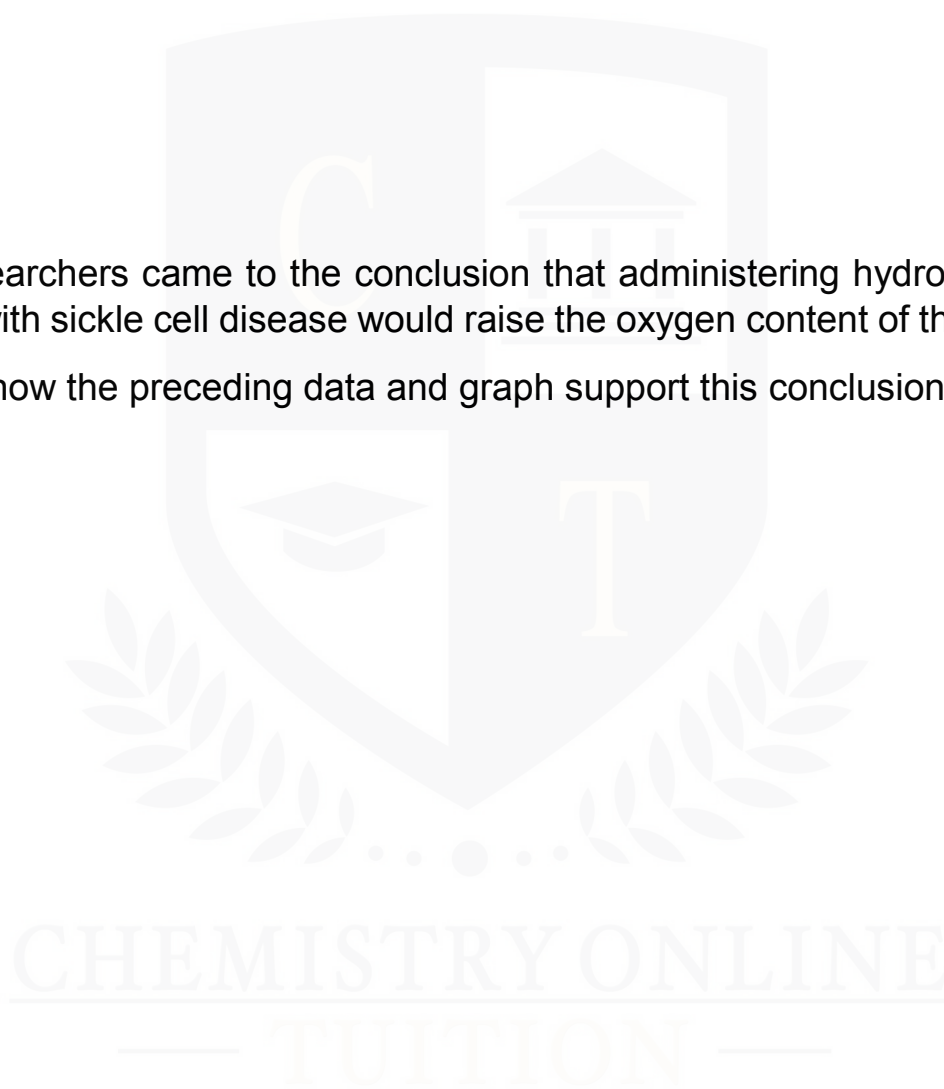 earchers came to the conclusion that administering hydro
with sickle cell disease would raise the oxygen content of th
how the preceding data and graph support this conclusion
C
T
CHEMISTRY ONLINE
TUITION